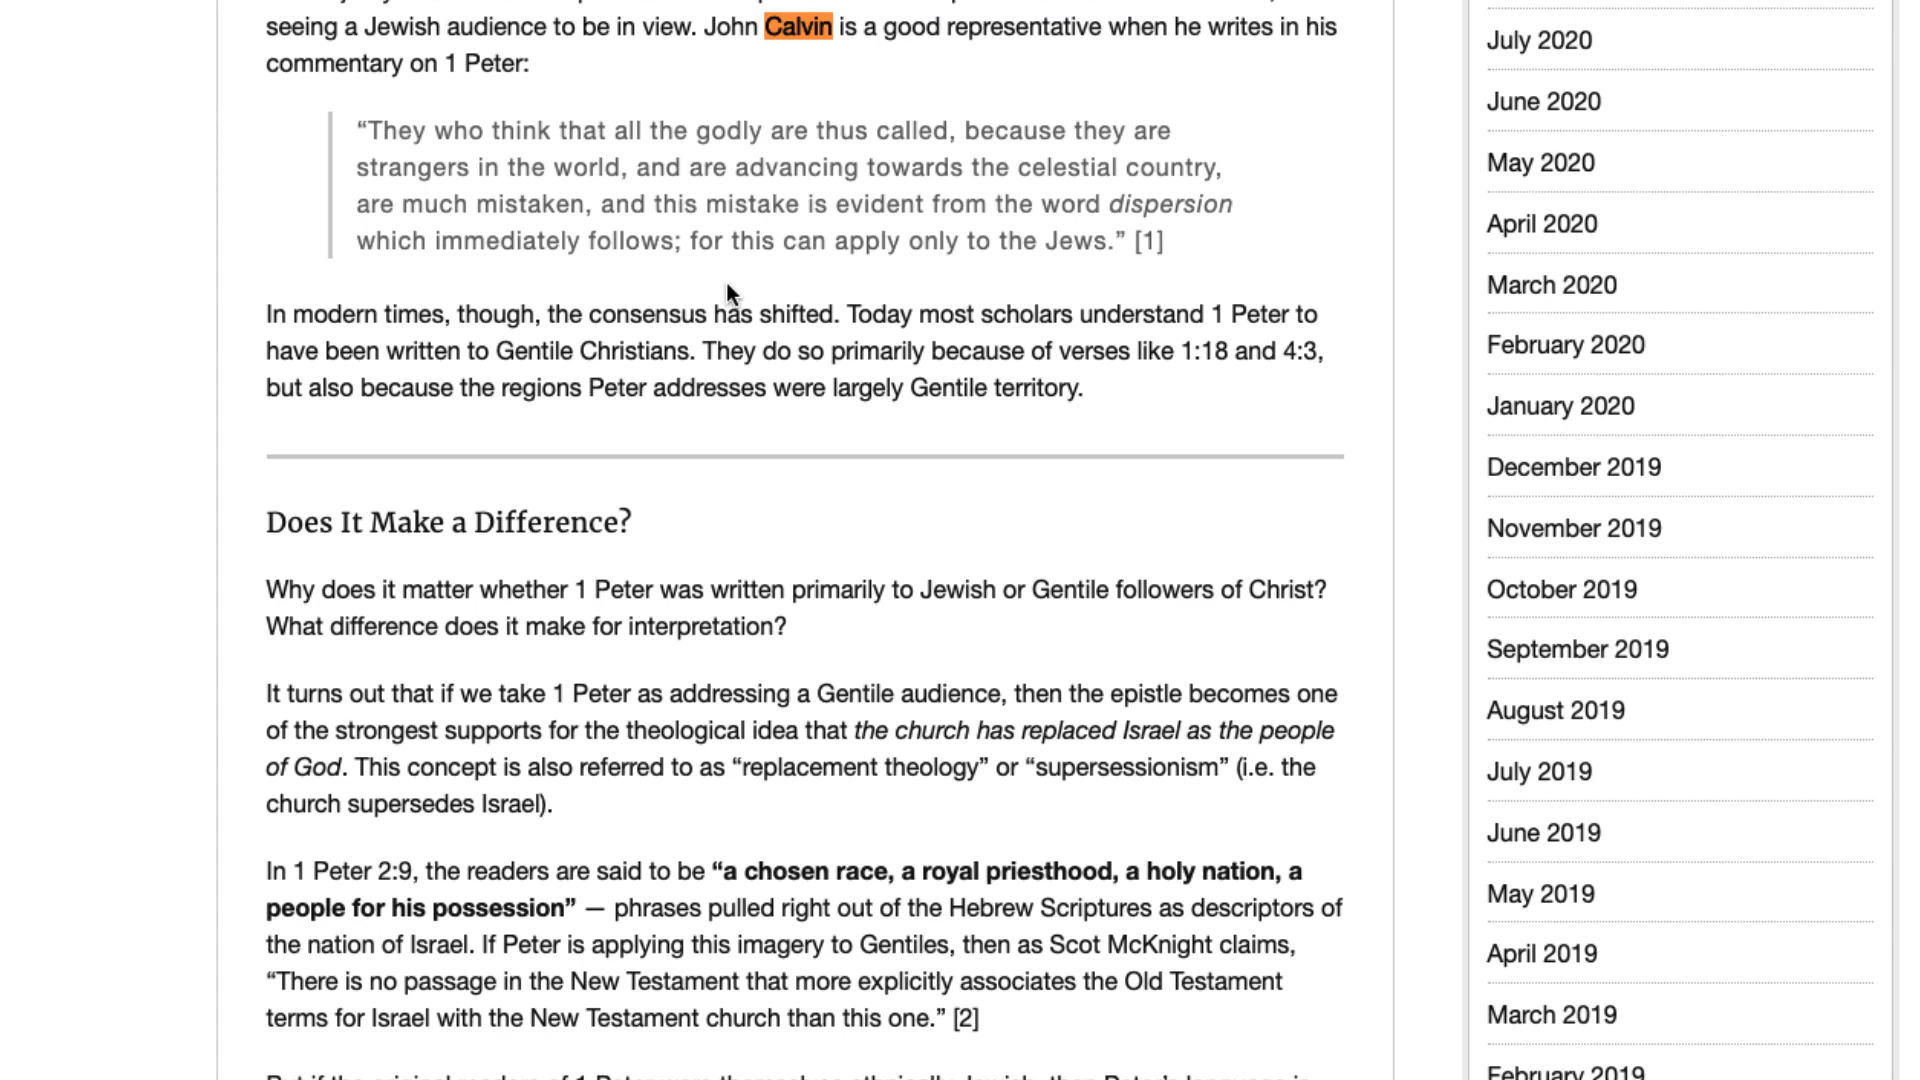 seeing a Jewish audience to be in view. John Calvin is a good representative when he writes in his
commentary on 1 Peter:
“They who think that all the godly are thus called, because they are
strangers in the world, and are advancing towards the celestial country,
are much mistaken, and this mistake is evident from the word dispersion
which immediately follows; for this can apply only to the Jews.” [1]
In modern times, though, the consensus has shifted. Today most scholars understand 1 Peter to
have been written to Gentile Christians. They do so primarily because of verses like 1:18 and 4:3,
but also because the regions Peter addresses were largely Gentile territory.
Does It Make a Difference?
Why does it matter whether 1 Peter was written primarily to Jewish or Gentile followers of Christ?
What difference does it make for interpretation?
It turns out that if we take 1 Peter as addressing a Gentile audience, then the epistle becomes one
of the strongest supports for the theological idea that the church has replaced Israel as the people
of God. This concept is also referred to as “replacement theology” or “supersessionism” (i.e. the
church supersedes Israel).
In 1 Peter 2:9, the readers are said to be “a chosen race, a royal priesthood, a holy nation, a
people for his possession” — phrases pulled right out of the Hebrew Scriptures as descriptors of
the nation of Israel. If Peter is applying this imagery to Gentiles, then as Scot McKnight claims,
“There is no passage in the New Testament that more explicitly associates the Old Testament
terms for Israel with the New Testament church than this one.” [2]
July 2020
June 2020
May 2020
April 2020
March 2020
February 2020
January 2020
December 2019
November 2019
October 2019
September 2019
August 2019
July 2019
June 2019
May 2019
April 2019
March 2019
February 2019